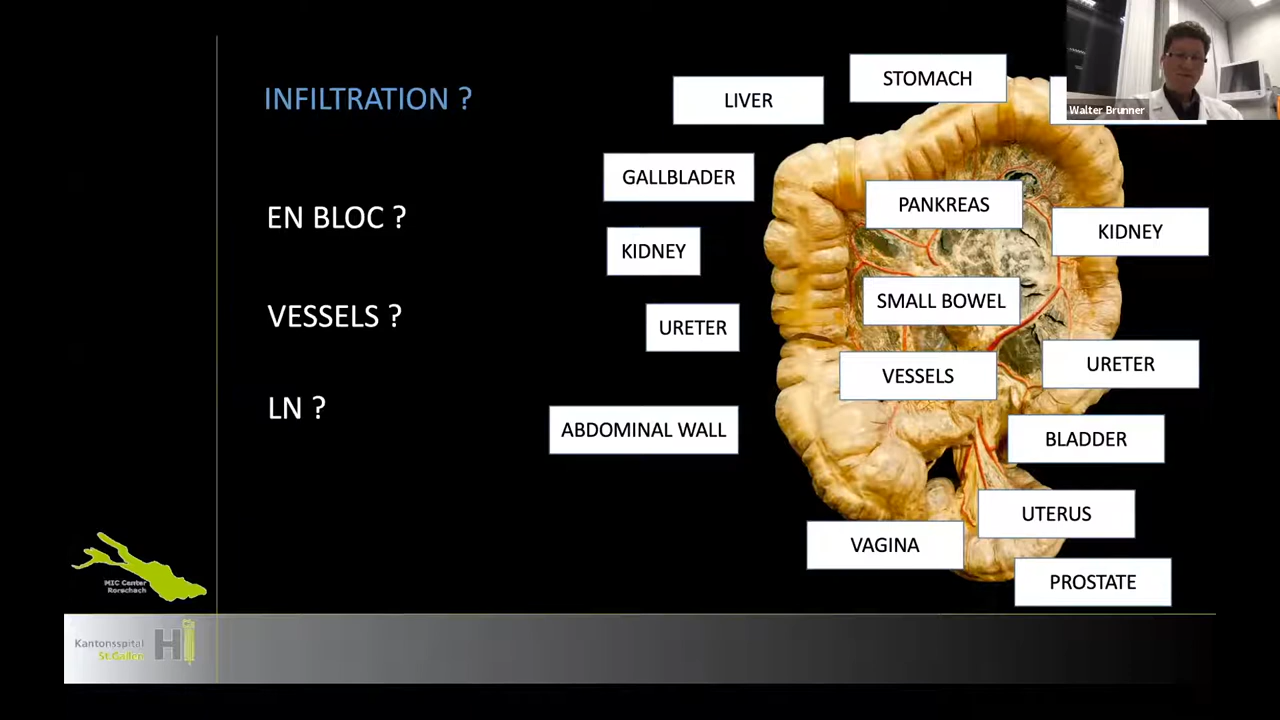 INFILTRATION ?
EN BLOC ?
VESSELS ?
LN ?
LIVER
STOMACH
GALLBLADER
PANKREAS
KIDNEY
KIDNEY
SMALL BOWEL
URETER
VESSELS
URETER
ABDOMINAL WALL
BLADDER
UTERUS
VAGINA
PROSTATE
Walter Brunner
MIC Center
Rorschach
Kantonsspital
St.Gallen
H